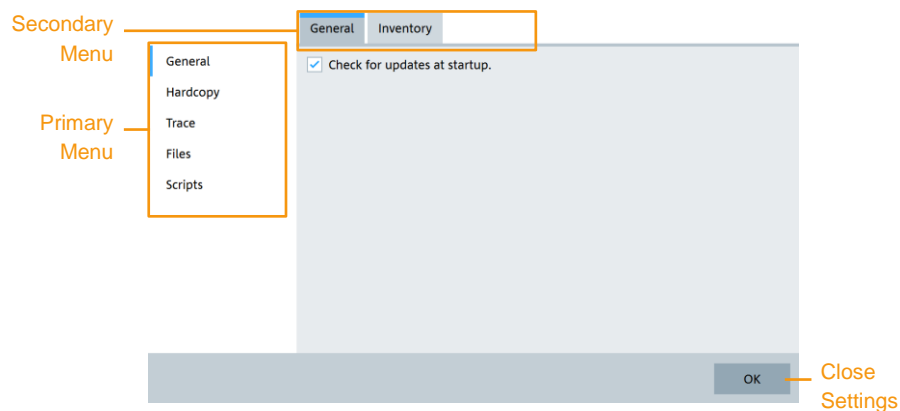 Secondary
Menu
General Inventory
General
Check for updates at startup.
Hardcopy
Primary
Menu
Trace
Files
Scripts
OK
Close
Settings